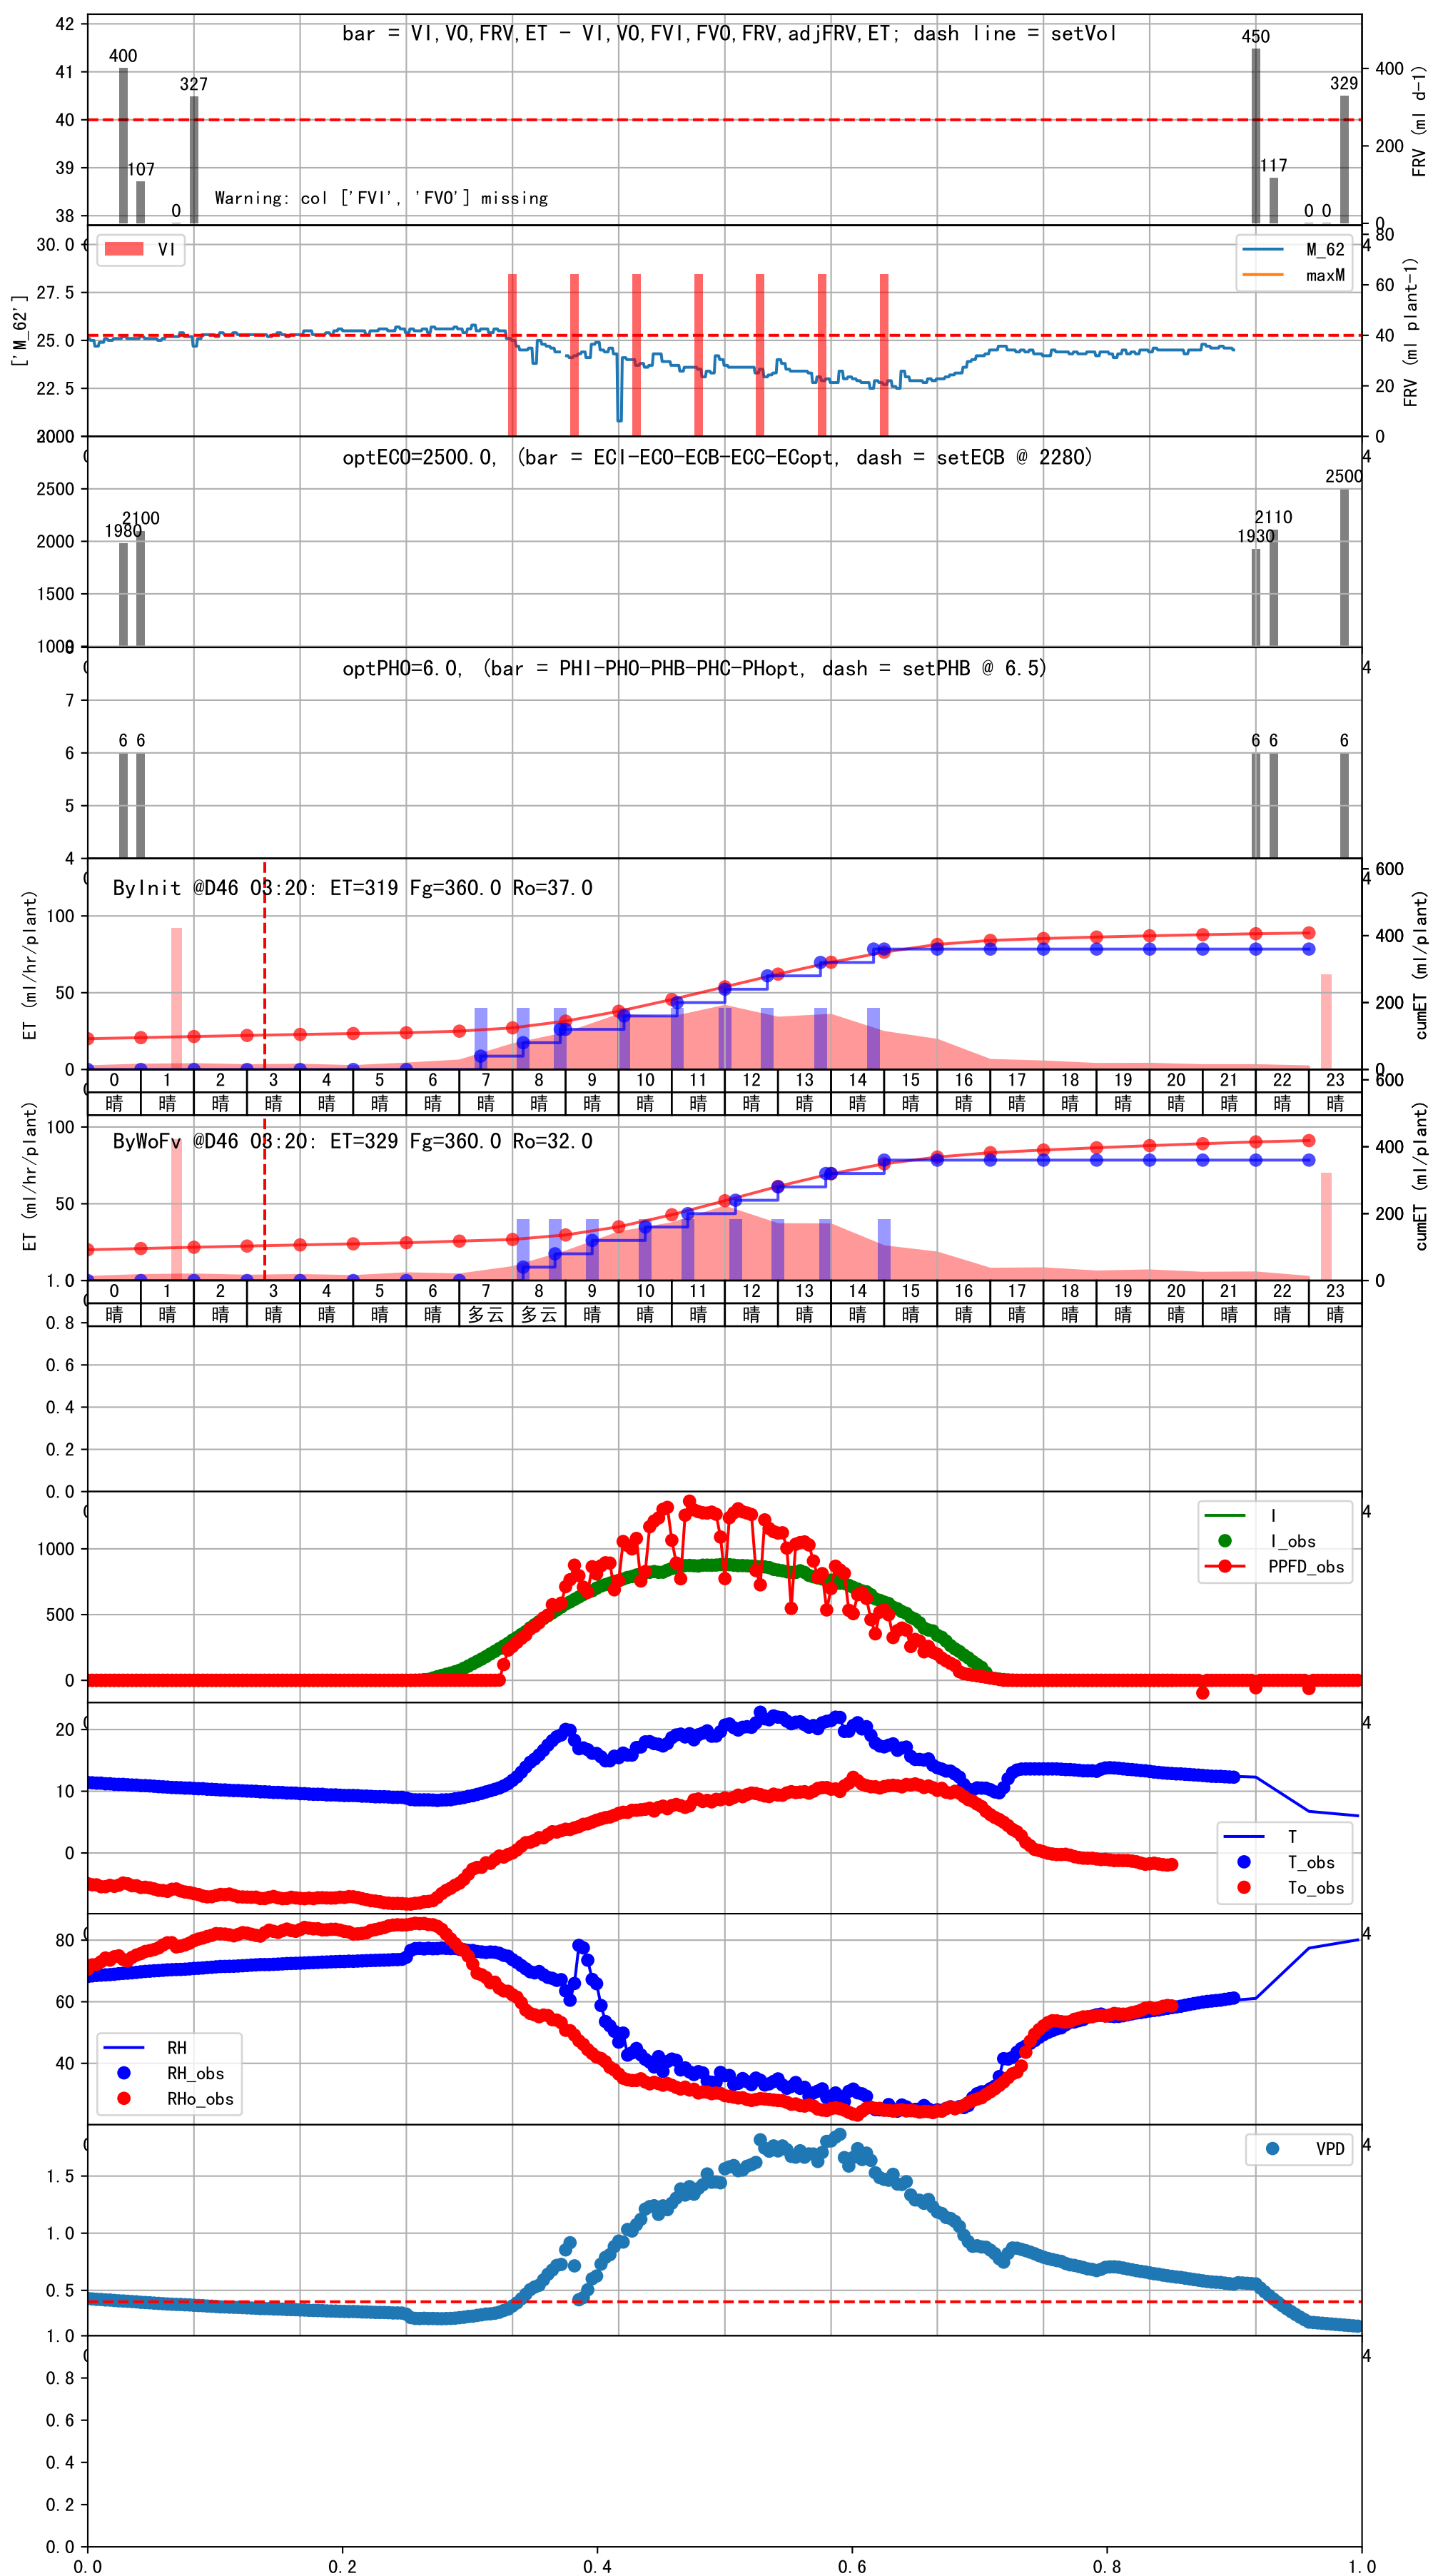 bar = VI,VO,FRV,ET - VI,VO,FVI,FVO,FRV,adjFRV,ET; dash line = setVol
42
41
40
39
38
400
107
0
327
450
117
0
0
329
Warning: col ['FVI', 'FVO'] missing
400
200
0
FRV (ml d-1)
VI
M_62
maxM
30.0
27.5
25.0
22.5
['M_62']
80
60
40
20
0
FRV (ml plant-1)
optECO=2500.0, (bar = ECI-ECO-ECB-ECC-ECopt, dash = setECB @ 2280)
2500
2000
1500
1980
2100
1930
2110
2500
optPHO=6.0, (bar = PHI-PHO-PHB-PHC-PHopt, dash = setPHB @ 6.5)
7
6
5
4
6
6
6
6
6
ByInit @D46 03:20: ET=319 Fg=360.0 Ro=37.0
100
50
0
ET (ml/hr/plant)
600
400
200
0
cumET (ml/plant)
0 1 2 3 4 5 6 7 8 9 10 11 12 13 14 15 16 17 18 19 20 21 22 23
晴 晴 晴 晴 晴 晴 晴 晴 晴 晴 晴 晴 晴 晴 晴 晴 晴 晴 晴 晴 晴 晴 晴 晴
ByWoFv @D46 03:20: ET=329 Fg=360.0 Ro=32.0
100
50
ET (ml/hr/plant)
600
400
200
0
cumET (ml/plant)
0 1 2 3 4 5 6 7 8 9 10 11 12 13 14 15 16 17 18 19 20 21 22 23
晴 晴 晴 晴 晴 晴 晴 多云 多云 晴 晴 晴 晴 晴 晴 晴 晴 晴 晴 晴 晴 晴 晴 晴
1.0
0.8
0.6
0.4
0.2
0.0
1000
500
0
I
I_obs
PPFD_obs
20
10
0
T
T_obs
To_obs
80
60
40
RH
RH_obs
RHo_obs
1.5
1.0
0.5
VPD
1.0
0.8
0.6
0.4
0.2
0.0
0.0 0.2 0.4 0.6 0.8 1.0